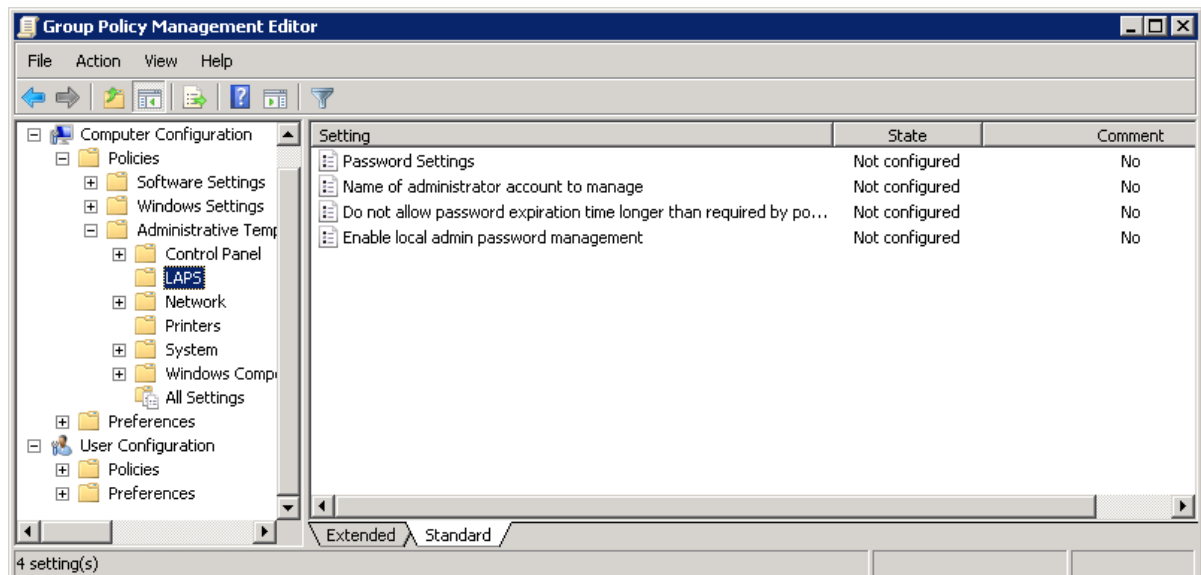 Group Policy Management Editor
File Action View Help
Computer Configuration
Policies
Software Settings
Windows Settings
Administrative Temp
Control Panel
LAPS
Network
Printers
System
Windows Comp
All Settings
Preferences
User Configuration
Policies
Preferences
Setting State Comment
Password Settings Not configured No
Name of administrator account to manage Not configured No
Do not allow password expiration time longer than required by po... Not configured No
Enable local admin password management Not configured No
Extended Standard
4 setting(s)